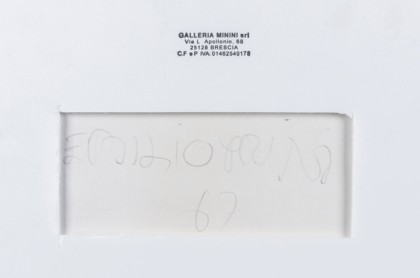 GALLERIA MININI srl
Via L. Apollonio, 68
25128 BRESCIA
C.F e P. IVA. 01462540178
EMILIO PRINI
67